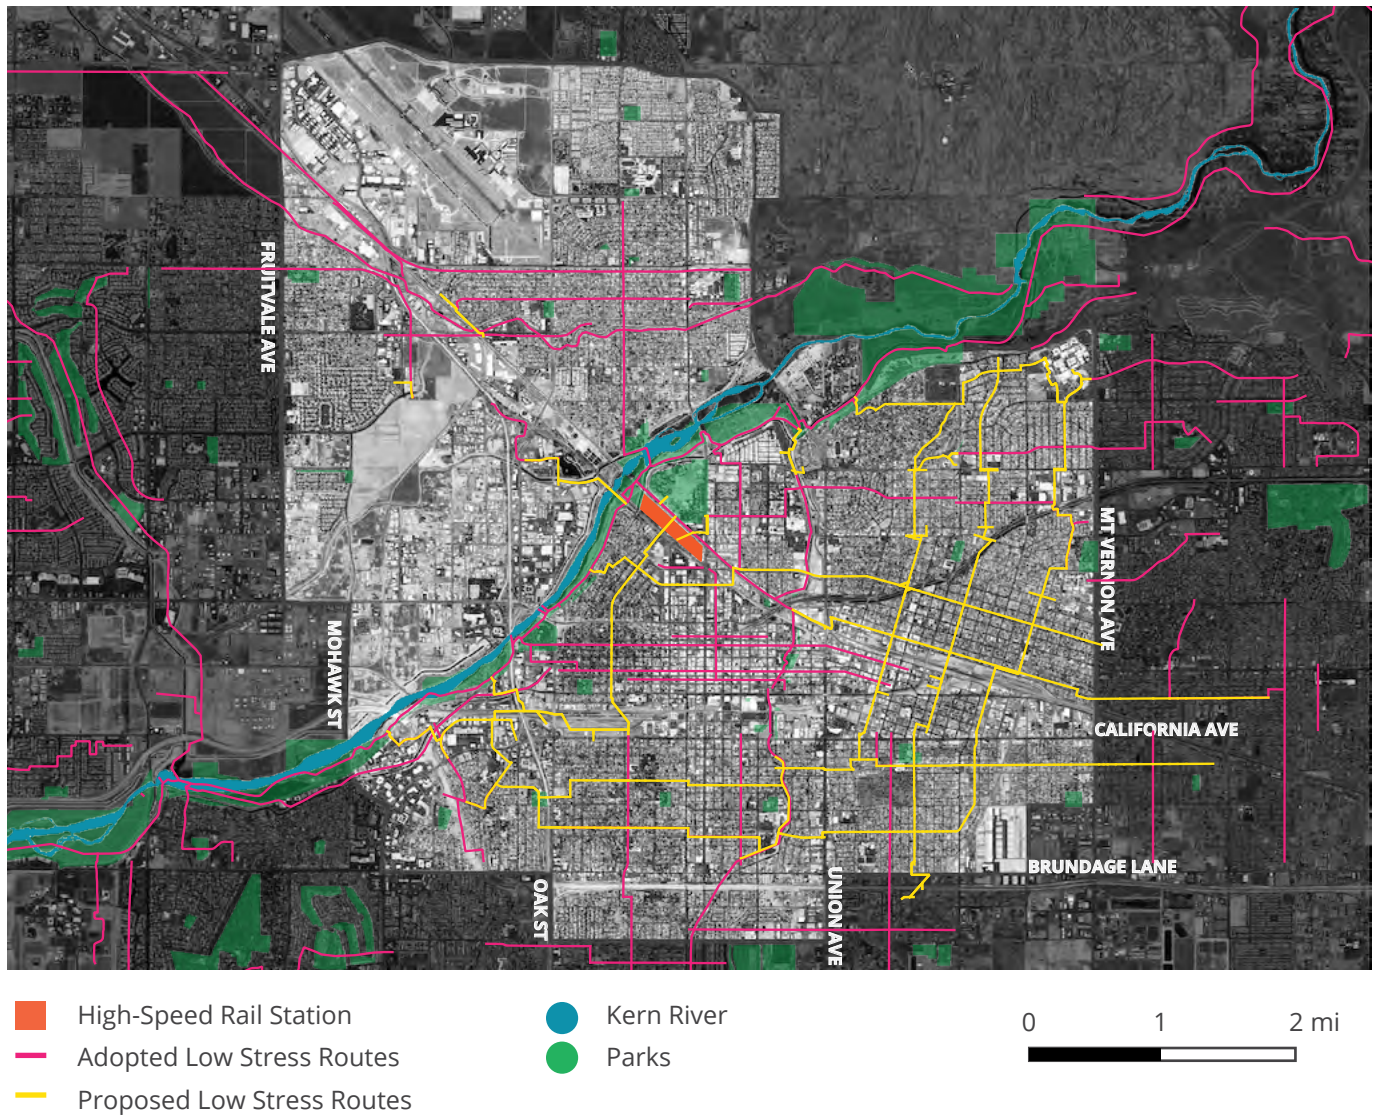 FRUITVALE AVE
MT VERNON AVE
MOHAWK ST
CALIFORNIA AVE
BRUNDAGE LANE
OAK ST
UNION AVE
High-Speed Rail Station
Adopted Low Stress Routes
Proposed Low Stress Routes
Kern River
Parks
0 1 2 mi